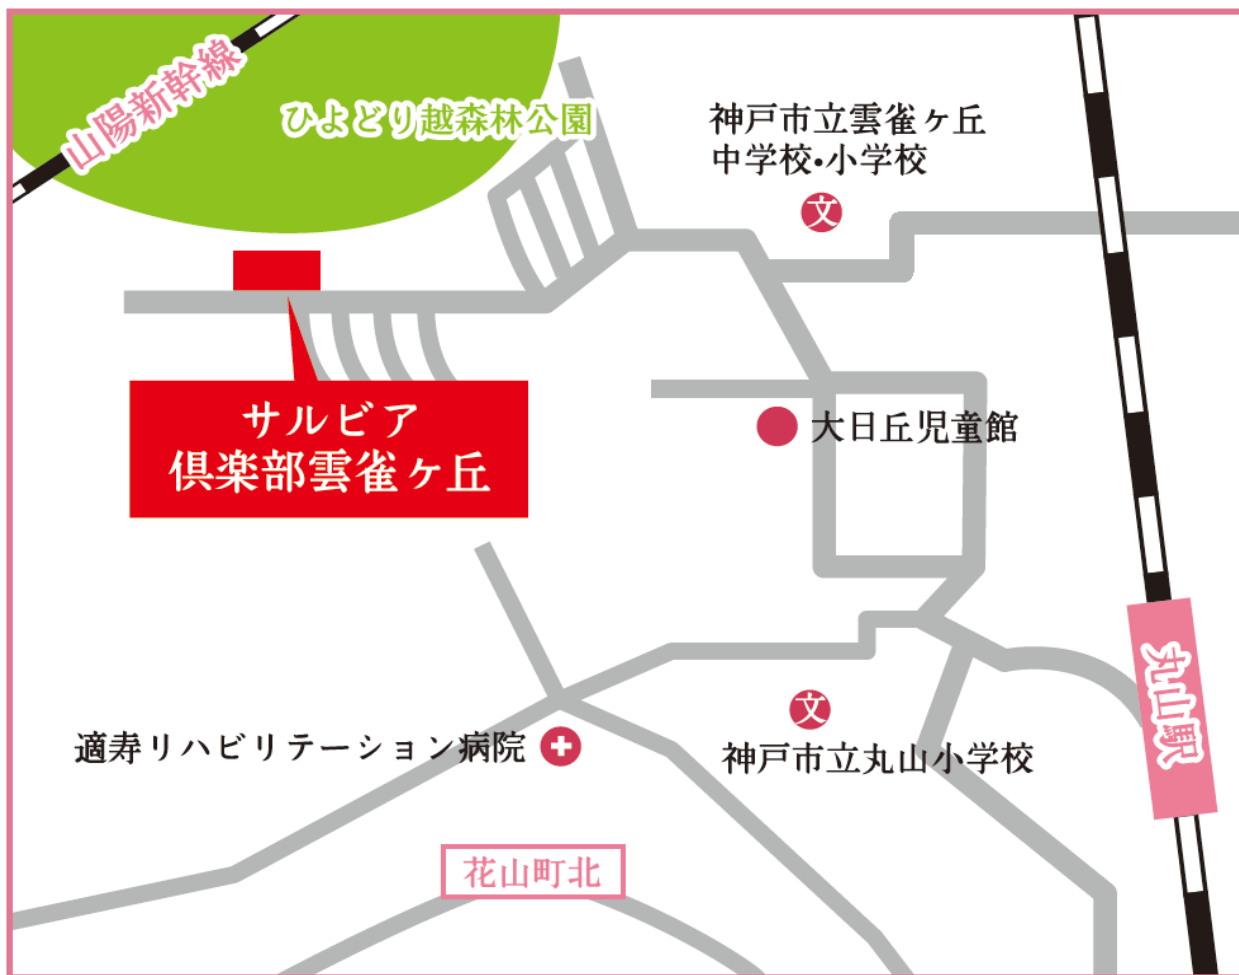 山陽新幹線
ひよどり越森林公園
神戸市立雲雀ヶ丘
中学校・小学校
文
サルビア
倶楽部雲雀ヶ丘
大日丘児童館
丸山駅
文
神戸市立丸山小学校
適寿リハビリテーション病院
花山町北